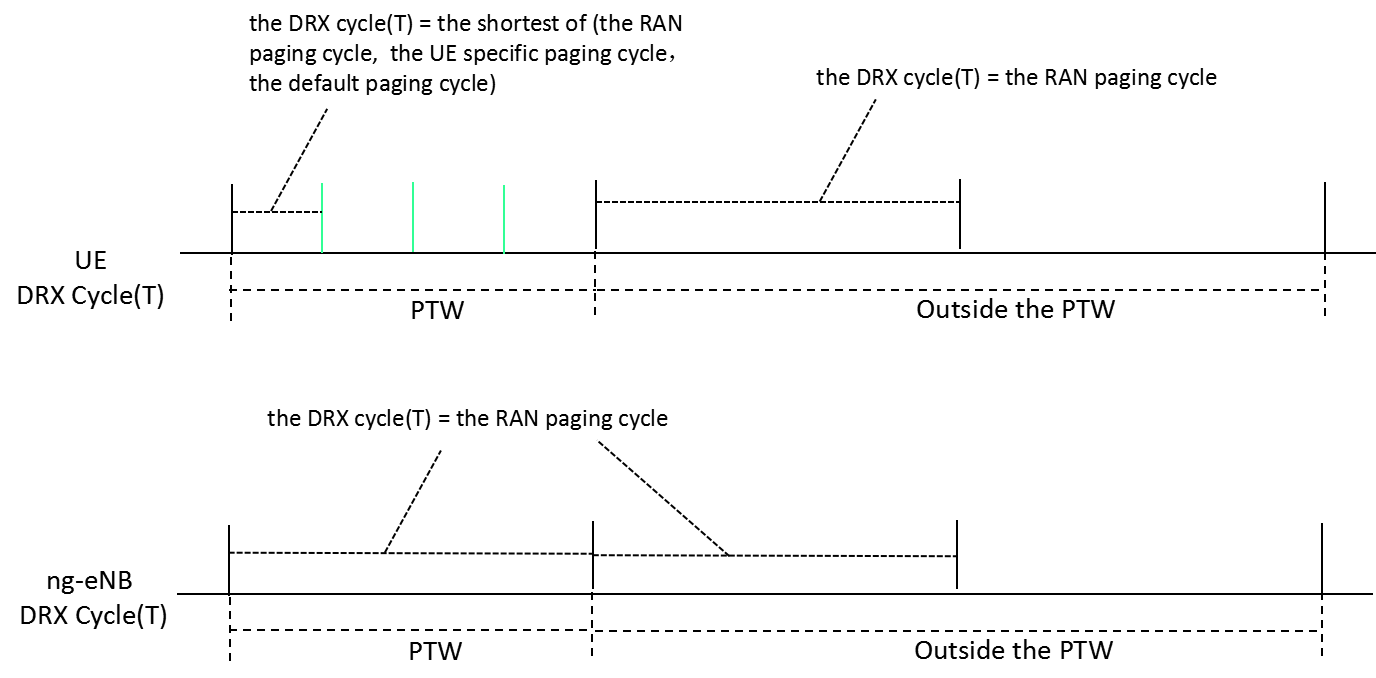 the DRX cycle(T) = the shortest of (the RAN
paging cycle,  the UE specific paging cycle，
the default paging cycle)
the DRX cycle(T) = the RAN paging cycle
UE
DRX Cycle(T)
PTW
Outside the PTW
the DRX cycle(T) = the RAN paging cycle
ng-eNB
DRX Cycle(T)
PTW
Outside the PTW